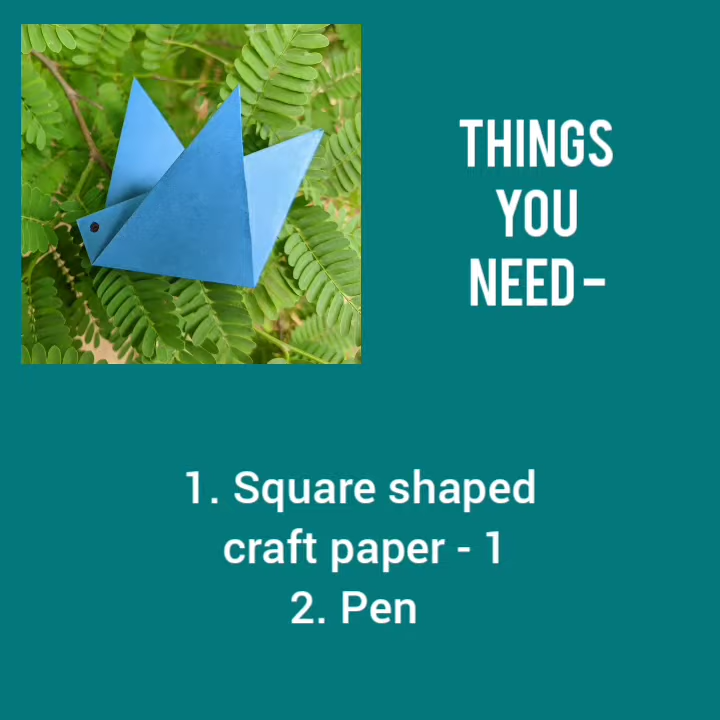 THINGS
YOU
NEED-
1. Square shaped
craft paper - 1
2. Pen